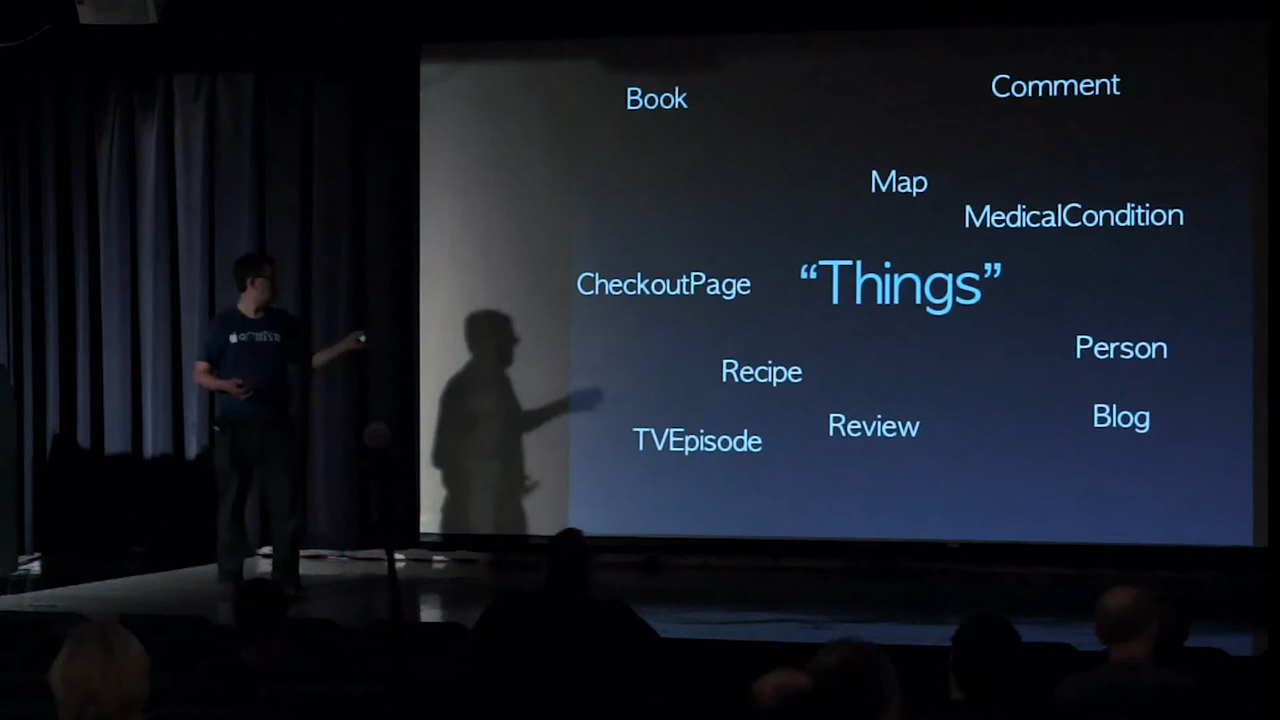 Book
Comment
Map
MedicalCondition
CheckoutPage
“Things”
Person
Recipe
Blog
Review
TVEpisode